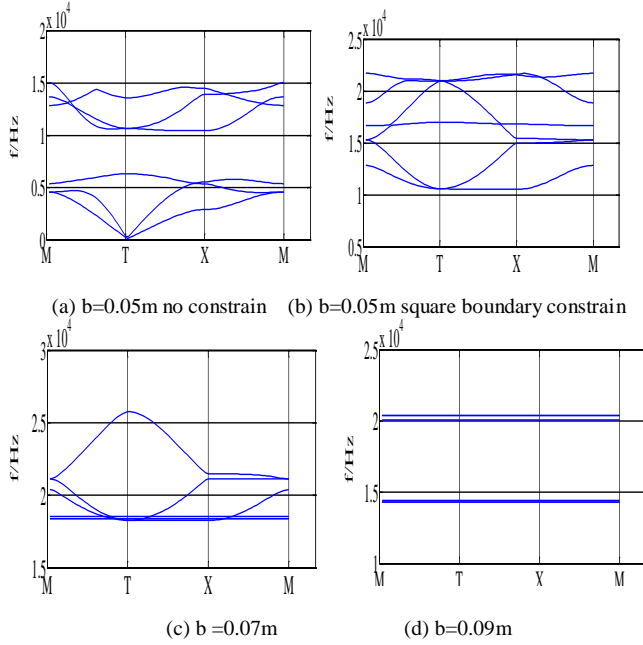 x 10^4
2
1.5
1
0.5
0
f/Hz
M T X M
x 10^4
2.5
2
1.5
1
0.5
f/Hz
M T X M
(a) b=0.05m no constrain (b) b=0.05m square boundary constrain
x 10^4
3
2.5
2
1.5
f/Hz
M T X M
x 10^4
2.5
2
1.5
1
f/Hz
M T X M
(c) b =0.07m (d) b=0.09m